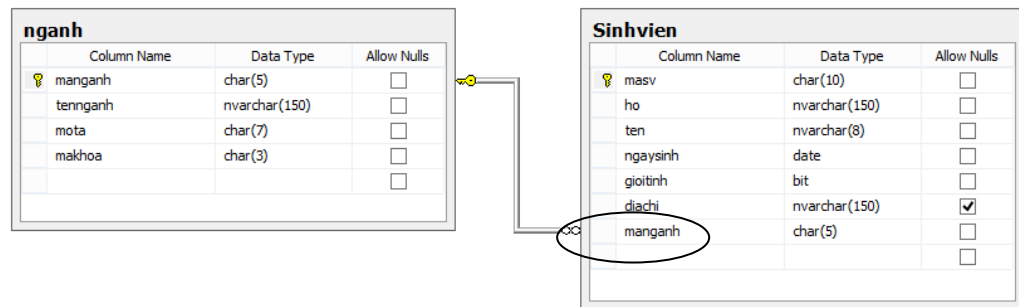 nganh
Column Name Data Type Allow Nulls
manganh char(5)
tennganh nvarchar(150)
mota char(7)
makhoa char(3)
Sinhvien
Column Name Data Type Allow Nulls
masv char(10)
ho nvarchar(150)
ten nvarchar(8)
ngaysinh date
gioitinh bit
diachi nvarchar(150)
manganh char(5)